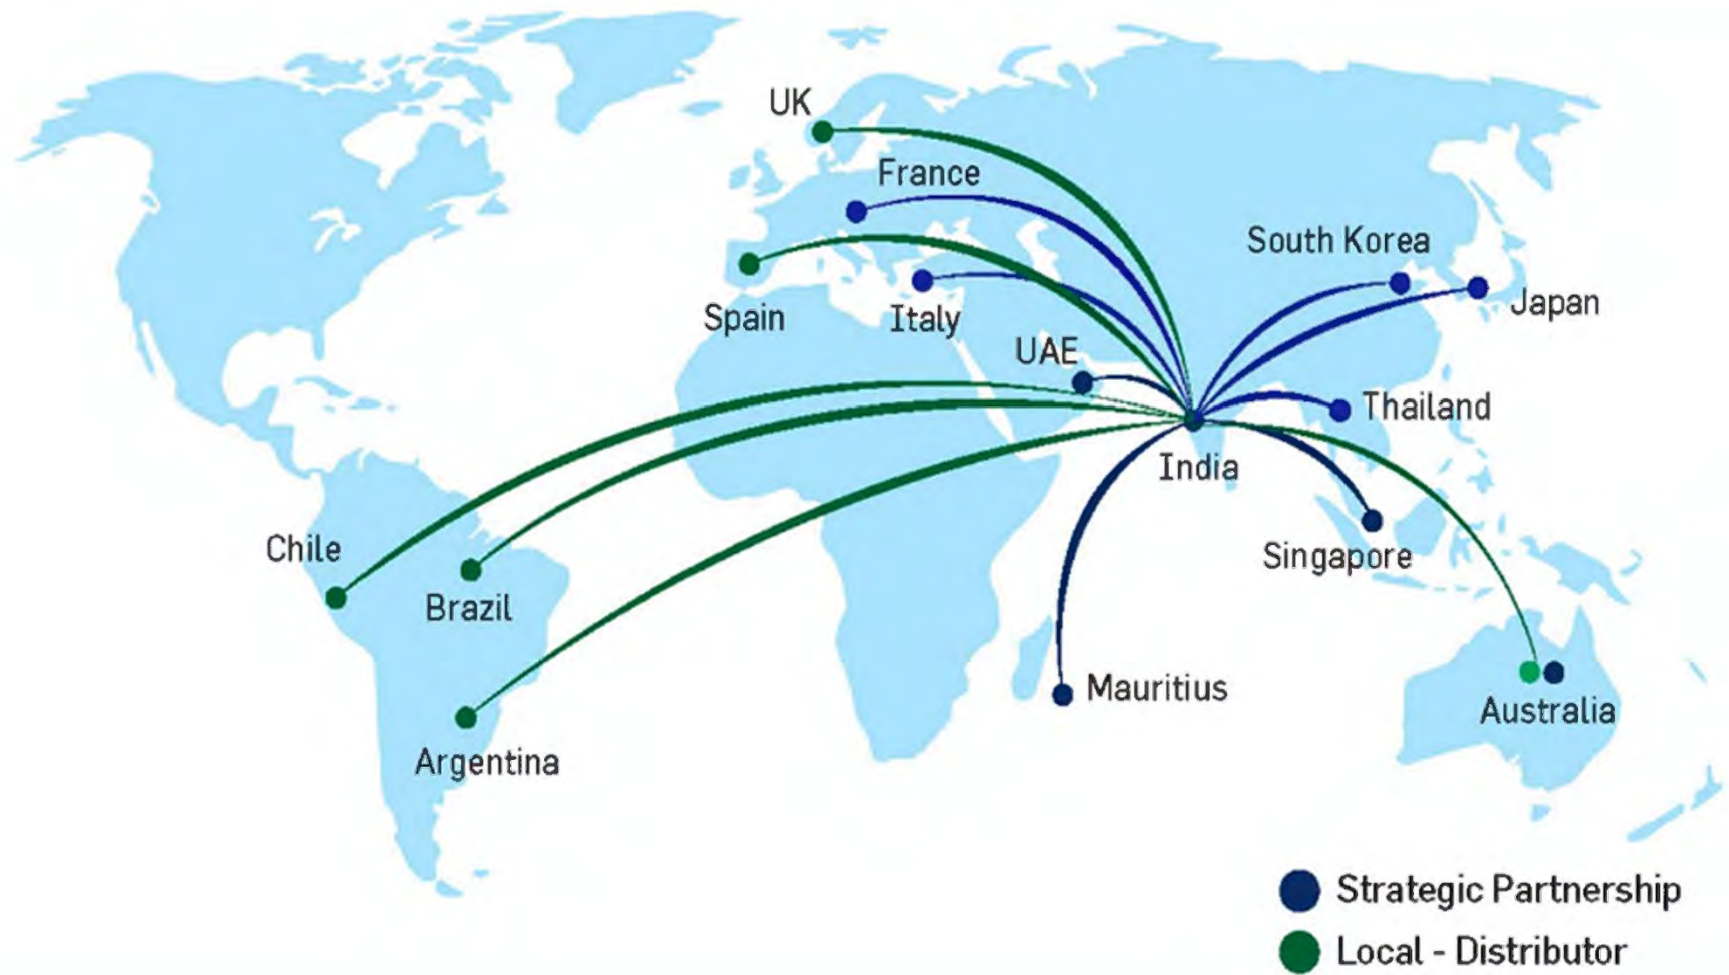 UK
France
South Korea
Spain
Italy
Japan
UAE
Thailand
India
Chile
Singapore
Brazil
Mauritius
Australia
Argentina
Strategic Partnership
Local - Distributor